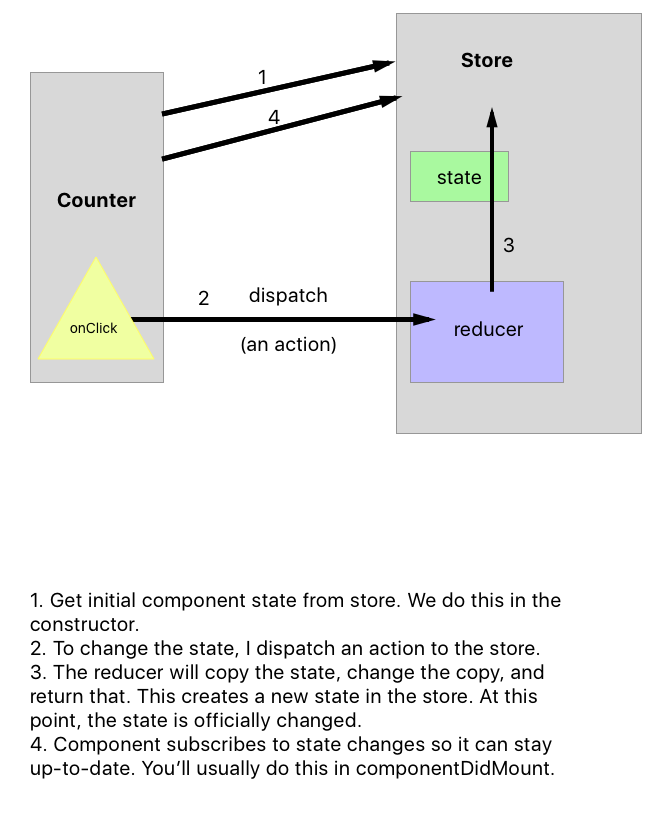 Store
1
4
state
Counter
3
2 dispatch
onClick
reducer
(an action)
1. Get initial component state from store. We do this in the
constructor.
2. To change the state, I dispatch an action to the store.
3. The reducer will copy the state, change the copy, and
return that. This creates a new state in the store. At this
point, the state is officially changed.
4. Component subscribes to state changes so it can stay
up-to-date. You’ll usually do this in componentDidMount.